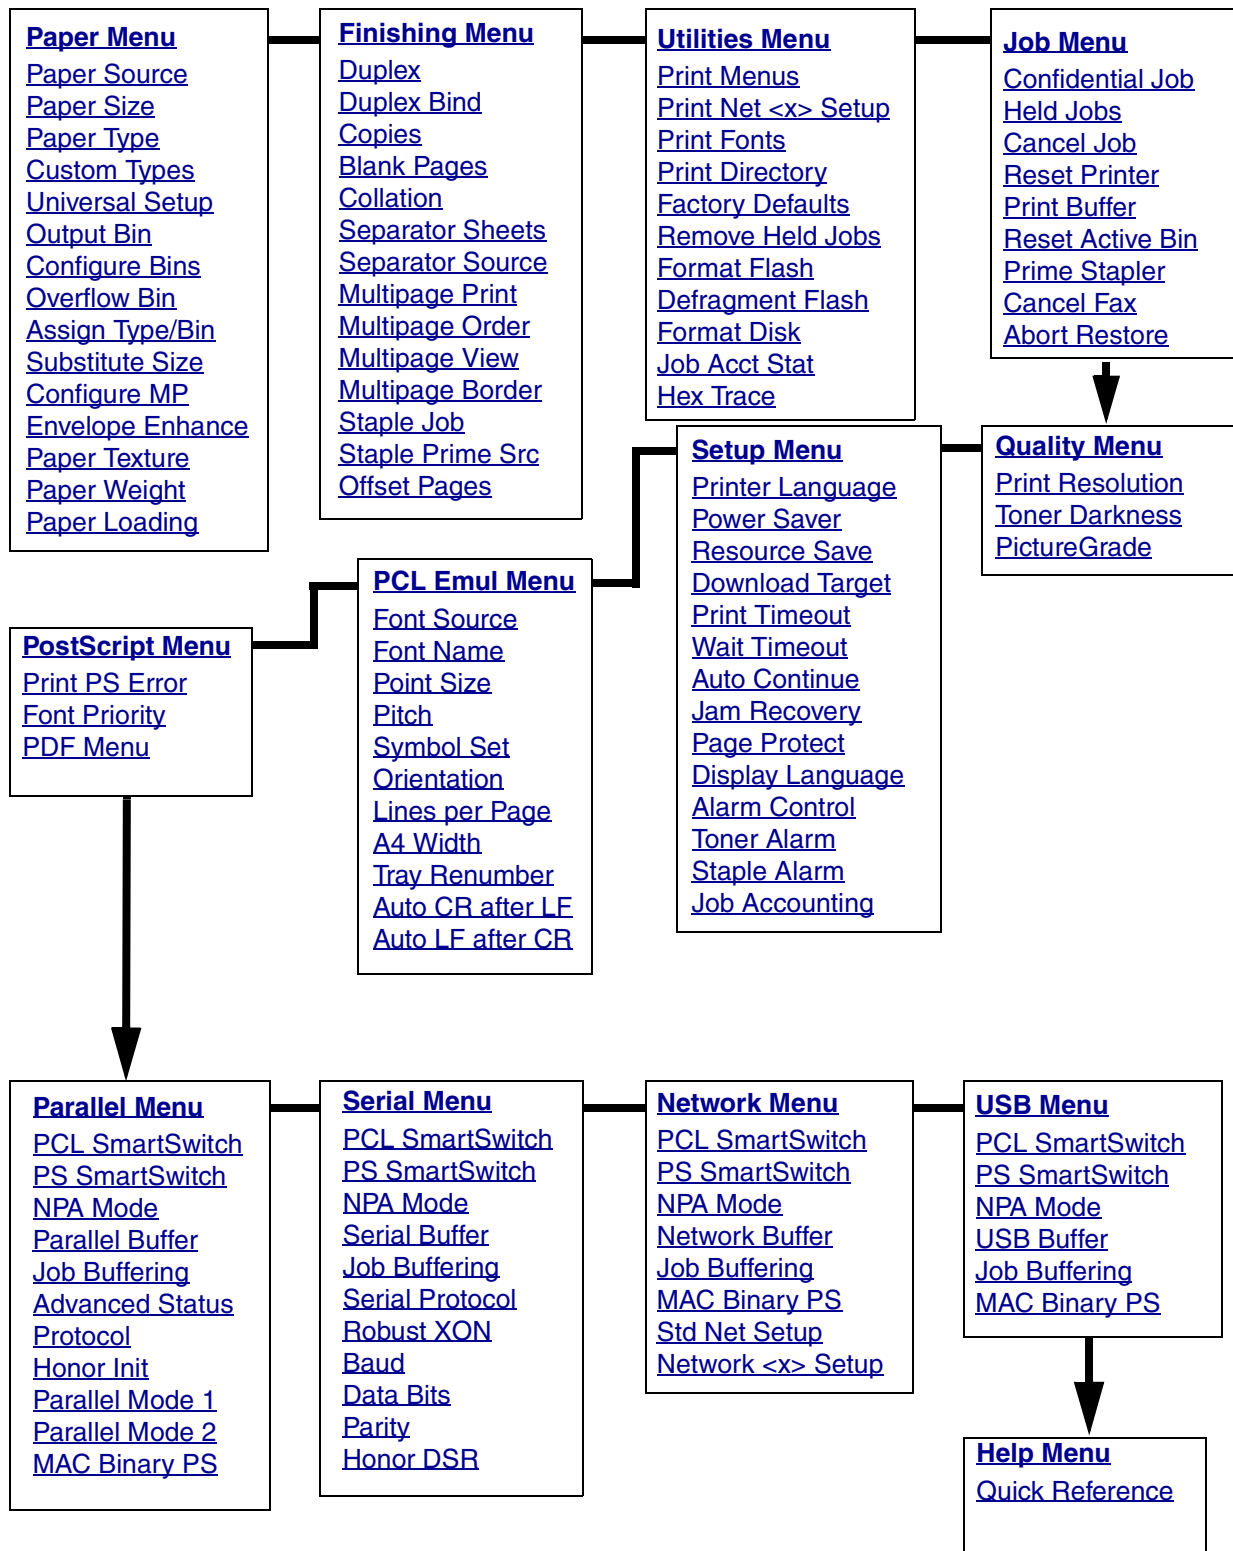 Paper Menu
Paper Source
Paper Size
Paper Type
Custom Types
Universal Setup
Output Bin
Configure Bins
Overflow Bin
Assign Type/Bin
Substitute Size
Configure MP
Envelope Enhance
Paper Texture
Paper Weight
Paper Loading
Finishing Menu
Duplex
Duplex Bind
Copies
Blank Pages
Collation
Separator Sheets
Separator Source
Multipage Print
Multipage Order
Multipage View
Multipage Border
Staple Job
Staple Prime Src
Offset Pages
Utilities Menu
Print Menus
Print Net <x> Setup
Print Fonts
Print Directory
Factory Defaults
Remove Held Jobs
Format Flash
Defragment Flash
Format Disk
Job Acct Stat
Hex Trace
Job Menu
Confidential Job
Held Jobs
Cancel Job
Reset Printer
Print Buffer
Reset Active Bin
Prime Stapler
Cancel Fax
Abort Restore
Quality Menu
Print Resolution
Toner Darkness
PictureGrade
Setup Menu
Printer Language
Power Saver
Resource Save
Download Target
Print Timeout
Wait Timeout
Auto Continue
Jam Recovery
Page Protect
Display Language
Alarm Control
Toner Alarm
Staple Alarm
Job Accounting
PCL Emul Menu
Font Source
Font Name
Point Size
Pitch
Symbol Set
Orientation
Lines per Page
A4 Width
Tray Renumber
Auto CR after LF
Auto LF after CR
PostScript Menu
Print PS Error
Font Priority
PDF Menu
Parallel Menu
PCL SmartSwitch
PS SmartSwitch
NPA Mode
Parallel Buffer
Job Buffering
Advanced Status
Protocol
Honor Init
Parallel Mode 1
Parallel Mode 2
MAC Binary PS
Serial Menu
PCL SmartSwitch
PS SmartSwitch
NPA Mode
Serial Buffer
Job Buffering
Serial Protocol
Robust XON
Baud
Data Bits
Parity
Honor DSR
Network Menu
PCL SmartSwitch
PS SmartSwitch
NPA Mode
Network Buffer
Job Buffering
MAC Binary PS
Std Net Setup
Network <x> Setup
USB Menu
PCL SmartSwitch
PS SmartSwitch
NPA Mode
USB Buffer
Job Buffering
MAC Binary PS
Help Menu
Quick Reference